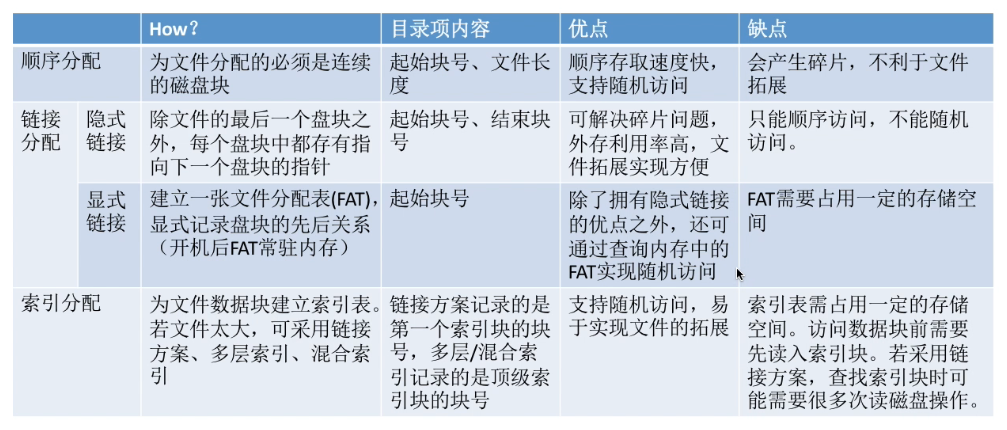 How?
目录项内容
优点
缺点
顺序分配
为文件分配的必须是连续
的磁盘块
起始块号、文件长
度
顺序存取速度快，
支持随机访问
会产生碎片，不利于文件
拓展
链接
分配
隐式
链接
除文件的最后一个盘块之
外，每个盘块中都存有指
向下一个盘块的指针
起始块号、结束块
号
可解决碎片问题，
外存利用率高，文
件拓展实现方便
只能顺序访问，不能随机
访问。
显式
链接
建立一张文件分配表(FAT)，
显式记录盘块的先后关系
（开机后FAT常驻内存）
起始块号
除了拥有隐式链接
的优点之外，还可
通过查询内存中的
FAT实现随机访问
FAT需要占用一定的存储空
间
索引分配
为文件数据块建立索引表。
若文件太大，可采用链接
方案、多层索引、混合索
引
链接方案记录的是
第一个索引块的块
号，多层/混合索
引记录的是顶级索
引块的块号
支持随机访问，易
于实现文件的拓展
索引表需占用一定的存储
空间。访问数据块前需要
先读入索引块。若采用链
接方案，查找索引块时可
能需要很多次读磁盘操作。